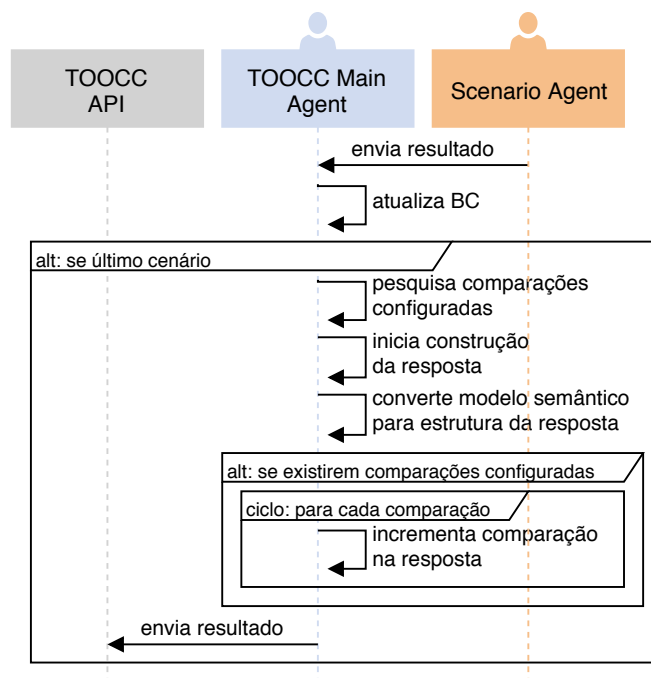 TOOCC
API
TOOCC Main
Agent
Scenario Agent
envia resultado
atualiza BC
alt: se último cenário
pesquisa comparações
configuradas
inicia construção
da resposta
converte modelo semântico
para estrutura da resposta
alt: se existirem comparações configuradas
ciclo: para cada comparação
incrementa comparação
na resposta
envia resultado